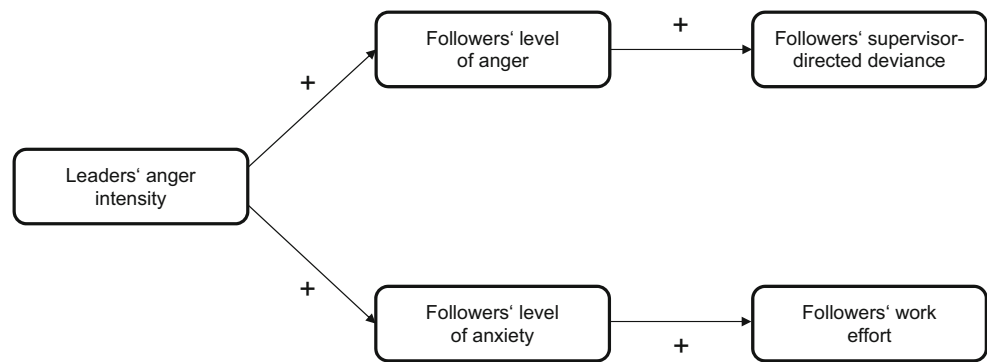 Followers‘ level
of anger
+
Followers‘ supervisor-
directed deviance
+
Leaders‘ anger
intensity
+
Followers‘ level
of anxiety
+
Followers‘ work
effort